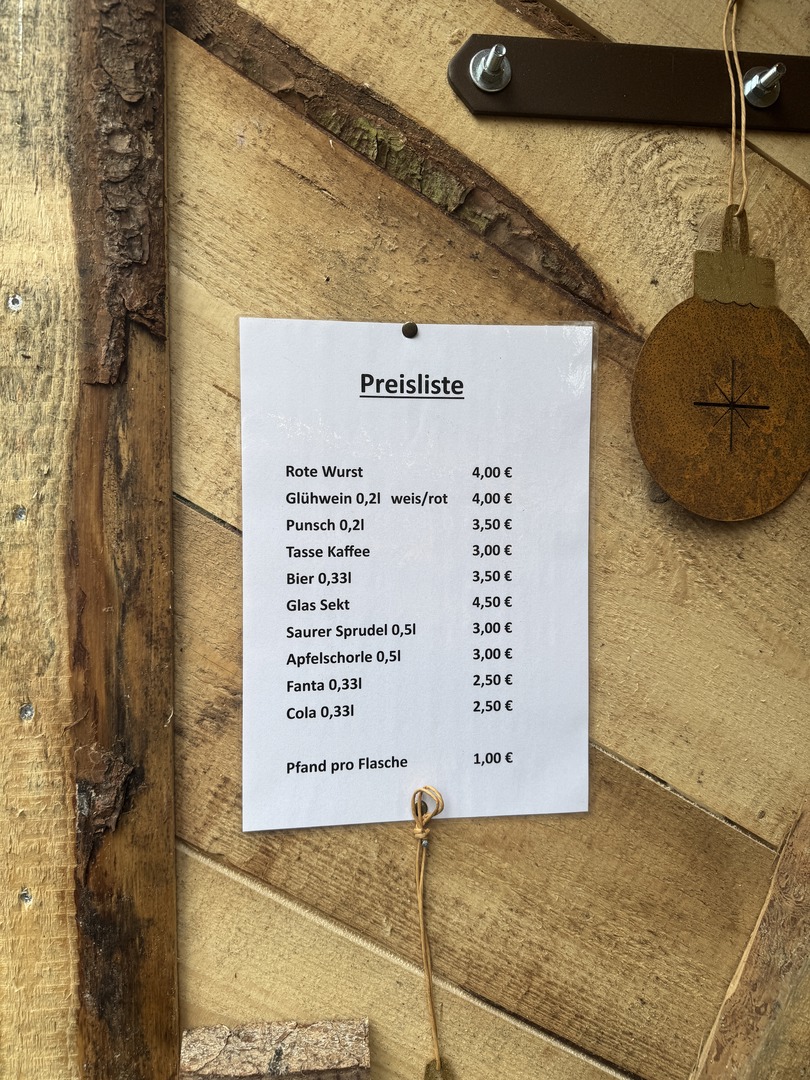 Preisliste
Rote Wurst 4,00 €
Glühwein 0,2l weis/rot 4,00 €
Punsch 0,2l 3,50 €
Tasse Kaffee 3,00 €
Bier 0,33l 3,50 €
Glas Sekt 4,50 €
Saurer Sprudel 0,5l 3,00 €
Apfelschorle 0,5l 3,00 €
Fanta 0,33l 2,50 €
Cola 0,33l 2,50 €
Pfand pro Flasche 1,00 €